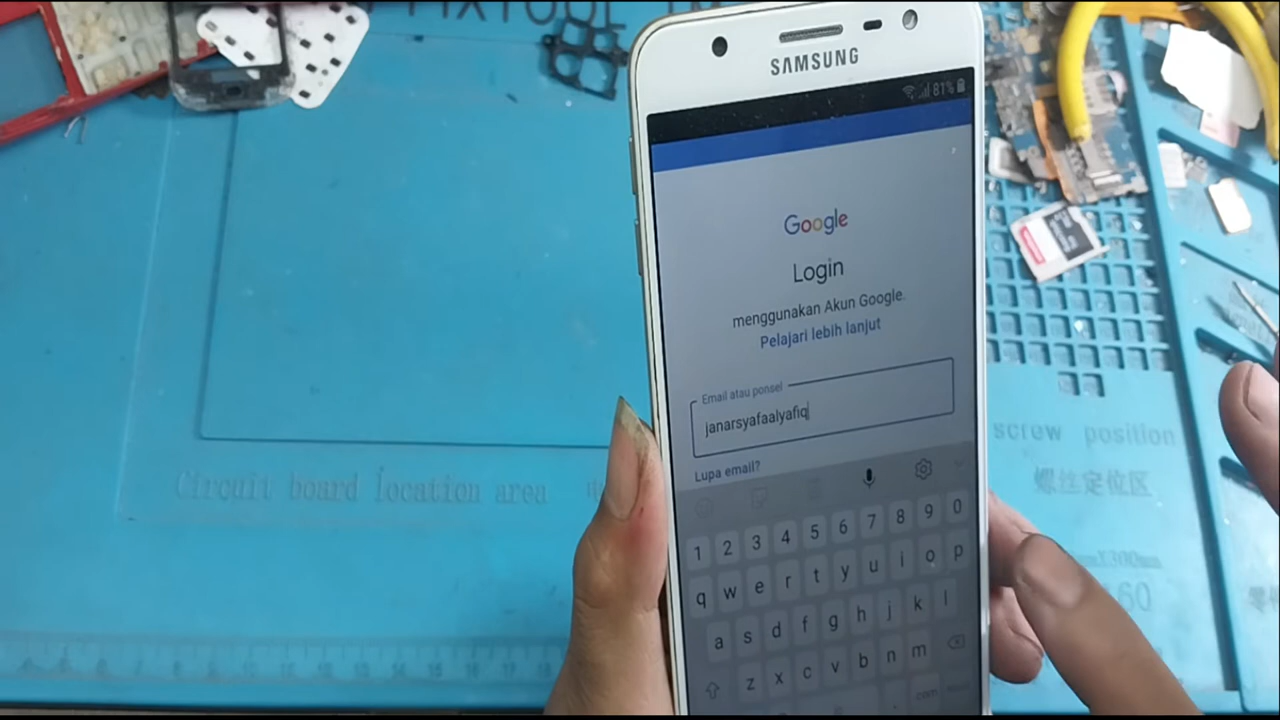 SAMSUNG
81%
Google
Login
menggunakan Akun Google.
Pelajari lebih lanjut
Email atau ponsel
janarsyafaalyafiq
Lupa email?
1 2 3 4 5 6 7 8 9 0
q w e r t y u i o p
a s d f g h j k l
z x c v b n m
.com
Circuit board location area
screw position
螺丝定位区